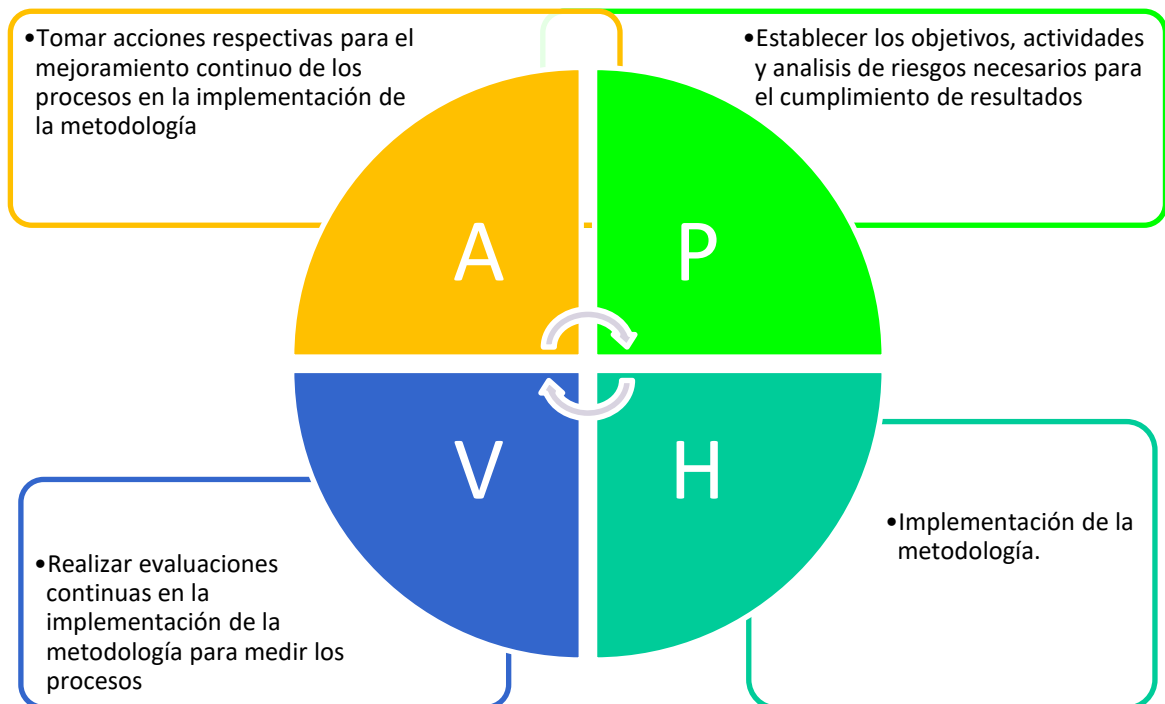 •Tomar acciones respectivas para el
mejoramiento continuo de los
procesos en la implementación de
la metodología
•Establecer los objetivos, actividades
y analisis de riesgos necesarios para
el cumplimiento de resultados
A
P
V
H
•Realizar evaluaciones
continuas en la
implementación de la
metodología para medir los
procesos
•Implementación de la
metodología.